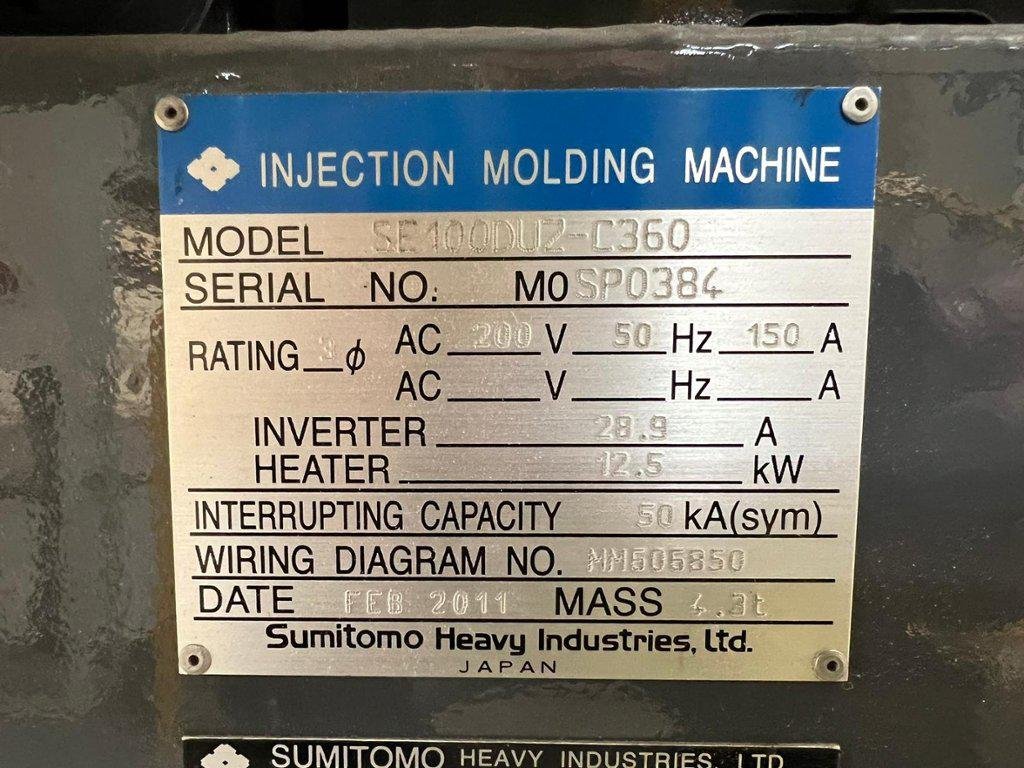 INJECTION MOLDING MACHINE
MODEL SE100DUZ-C360
SERIAL NO. M0 SP0384
RATING 3 φ AC 200 V 50 Hz 150 A
AC V Hz A
INVERTER 28.9 A
HEATER 12.5 kW
INTERRUPTING CAPACITY 50 kA(sym)
WIRING DIAGRAM NO. MM505850
DATE FEB 2011 MASS 4.3t
Sumitomo Heavy Industries, Ltd.
JAPAN
SUMITOMO HEAVY INDUSTRIES, LTD